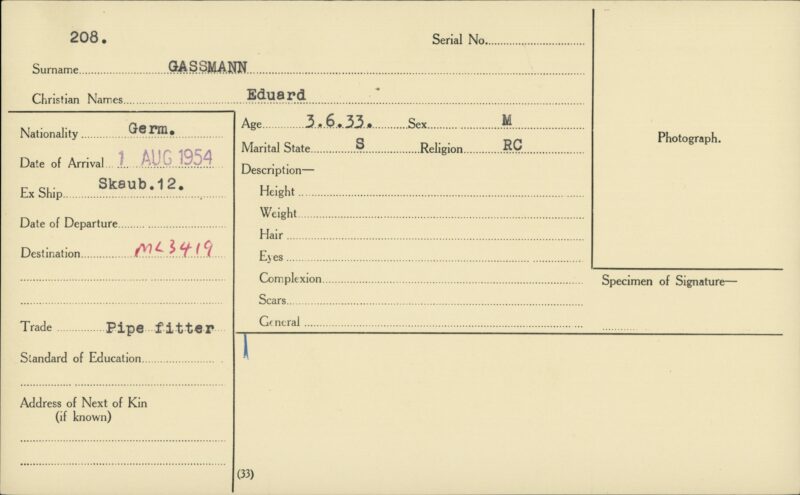 208.
Serial No.
Surname GASSMANN
Christian Names Eduard
Nationality Germ.
Date of Arrival 1 AUG 1954
Ex Ship Skaub.12.
Date of Departure
Destination ML3419
Trade Pipe fitter
Standard of Education
Address of Next of Kin
(if known)
Age 3.6.33. Sex M
Marital State S Religion RC
Description—
Height
Weight
Hair
Eyes
Complexion
Scars
General
(33)
Photograph.
Specimen of Signature—